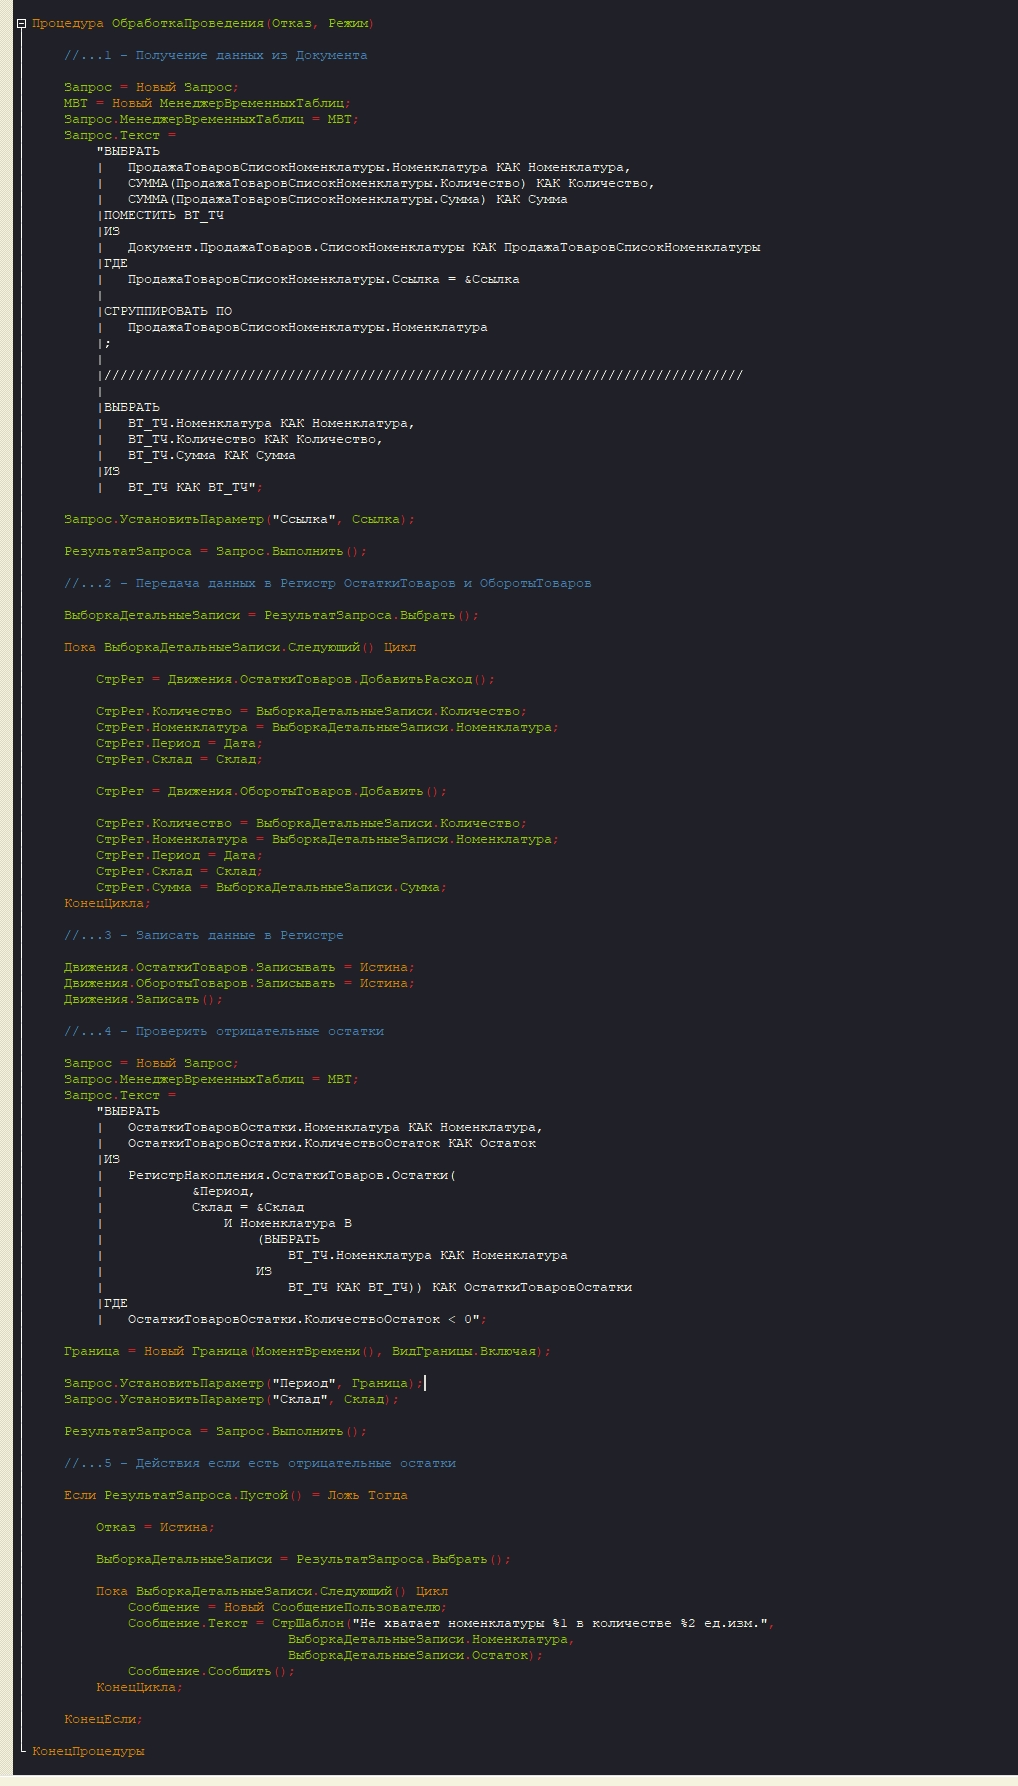 Процедура ОбработкаПроведения(Отказ, Режим)
//...1 - Получение данных из Документа
Запрос = Новый Запрос;
МВТ = Новый МенеджерВременныхТаблиц;
Запрос.МенеджерВременныхТаблиц = МВТ;
Запрос.Текст =
"ВЫБРАТЬ
|	ПродажаТоваровСписокНоменклатуры.Номенклатура КАК Номенклатура,
|	СУММА(ПродажаТоваровСписокНоменклатуры.Количество) КАК Количество,
|	СУММА(ПродажаТоваровСписокНоменклатуры.Сумма) КАК Сумма
|ПОМЕСТИТЬ ВТ_ТЧ
|ИЗ
|	Документ.ПродажаТоваров.СписокНоменклатуры КАК ПродажаТоваровСписокНоменклатуры
|ГДЕ
|	ПродажаТоваровСписокНоменклатуры.Ссылка = &Ссылка
|
|СГРУППИРОВАТЬ ПО
|	ПродажаТоваровСписокНоменклатуры.Номенклатура
|;
|
|////////////////////////////////////////////////////////////////////////////////
|
|ВЫБРАТЬ
|	ВТ_ТЧ.Номенклатура КАК Номенклатура,
|	ВТ_ТЧ.Количество КАК Количество,
|	ВТ_ТЧ.Сумма КАК Сумма
|ИЗ
|	ВТ_ТЧ КАК ВТ_ТЧ";
Запрос.УстановитьПараметр("Ссылка", Ссылка);
РезультатЗапроса = Запрос.Выполнить();
//...2 - Передача данных в Регистр ОстаткиТоваров и ОборотыТоваров
ВыборкаДетальныеЗаписи = РезультатЗапроса.Выбрать();
Пока ВыборкаДетальныеЗаписи.Следующий() Цикл
СтрРег = Движения.ОстаткиТоваров.ДобавитьРасход();
СтрРег.Количество = ВыборкаДетальныеЗаписи.Количество;
СтрРег.Номенклатура = ВыборкаДетальныеЗаписи.Номенклатура;
СтрРег.Период = Дата;
СтрРег.Склад = Склад;
СтрРег = Движения.ОборотыТоваров.Добавить();
СтрРег.Количество = ВыборкаДетальныеЗаписи.Количество;
СтрРег.Номенклатура = ВыборкаДетальныеЗаписи.Номенклатура;
СтрРег.Период = Дата;
СтрРег.Склад = Склад;
СтрРег.Сумма = ВыборкаДетальныеЗаписи.Сумма;
КонецЦикла;
//...3 - Записать данные в Регистре
Движения.ОстаткиТоваров.Записывать = Истина;
Движения.ОборотыТоваров.Записывать = Истина;
Движения.Записать();
//...4 - Проверить отрицательные остатки
Запрос = Новый Запрос;
Запрос.МенеджерВременныхТаблиц = МВТ;
Запрос.Текст =
"ВЫБРАТЬ
|	ОстаткиТоваровОстатки.Номенклатура КАК Номенклатура,
|	ОстаткиТоваровОстатки.КоличествоОстаток КАК Остаток
|ИЗ
|	РегистрНакопления.ОстаткиТоваров.Остатки(
|	&Период,
|	Склад = &Склад
|	И Номенклатура В
|	(ВЫБРАТЬ
|	ВТ_ТЧ.Номенклатура КАК Номенклатура
|	ИЗ
|	ВТ_ТЧ КАК ВТ_ТЧ)) КАК ОстаткиТоваровОстатки
|ГДЕ
|	ОстаткиТоваровОстатки.КоличествоОстаток < 0";
Граница = Новый Граница(МоментВремени(), ВидГраницы.Включая);
Запрос.УстановитьПараметр("Период", Граница);
Запрос.УстановитьПараметр("Склад", Склад);
РезультатЗапроса = Запрос.Выполнить();
//...5 - Действия если есть отрицательные остатки
Если РезультатЗапроса.Пустой() = Ложь Тогда
Отказ = Истина;
ВыборкаДетальныеЗаписи = РезультатЗапроса.Выбрать();
Пока ВыборкаДетальныеЗаписи.Следующий() Цикл
Сообщение = Новый СообщениеПользователю;
Сообщение.Текст = СтрШаблон("Не хватает номенклатуры %1 в количестве %2 ед.изм.",
ВыборкаДетальныеЗаписи.Номенклатура,
ВыборкаДетальныеЗаписи.Остаток);
Сообщение.Сообщить();
КонецЦикла;
КонецЕсли;
КонецПроцедуры